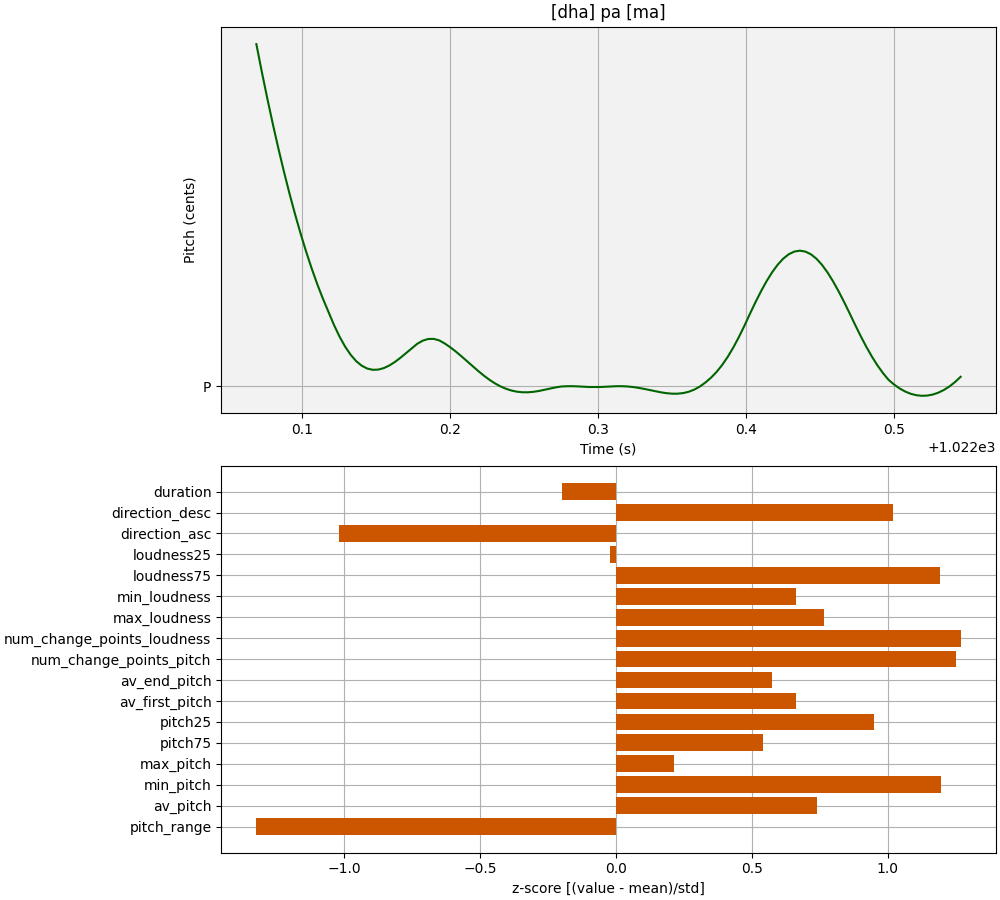 [dha] pa [ma]
Pitch (cents)
P
0.1 0.2 0.3 0.4 0.5
Time (s)
+1.022e3
duration
direction_desc
direction_asc
loudness25
loudness75
min_loudness
max_loudness
num_change_points_loudness
num_change_points_pitch
av_end_pitch
av_first_pitch
pitch25
pitch75
max_pitch
min_pitch
av_pitch
pitch_range
−1.0 −0.5 0.0 0.5 1.0
z-score [(value - mean)/std]